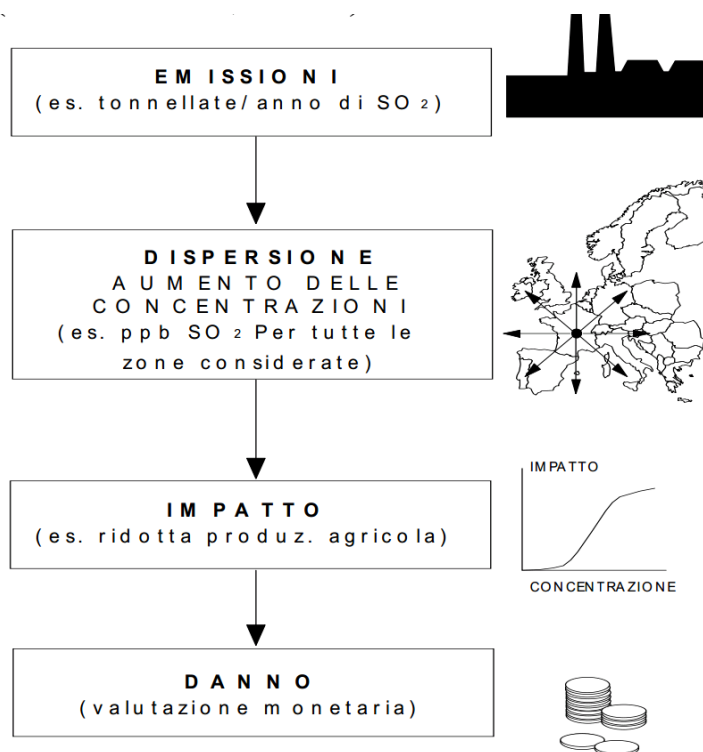 EMISSIONI
(es. tonnellate/anno di SO2)
DISPERSIONE
AUMENTO DELLE
CONCENTRAZIONI
(es. ppb SO2 Per tutte le
zone considerate)
IMPATTO
(es. ridotta produz. agricola)
IMPATTO
CONCENTRAZIONE
DANNO
(valutazione monetaria)